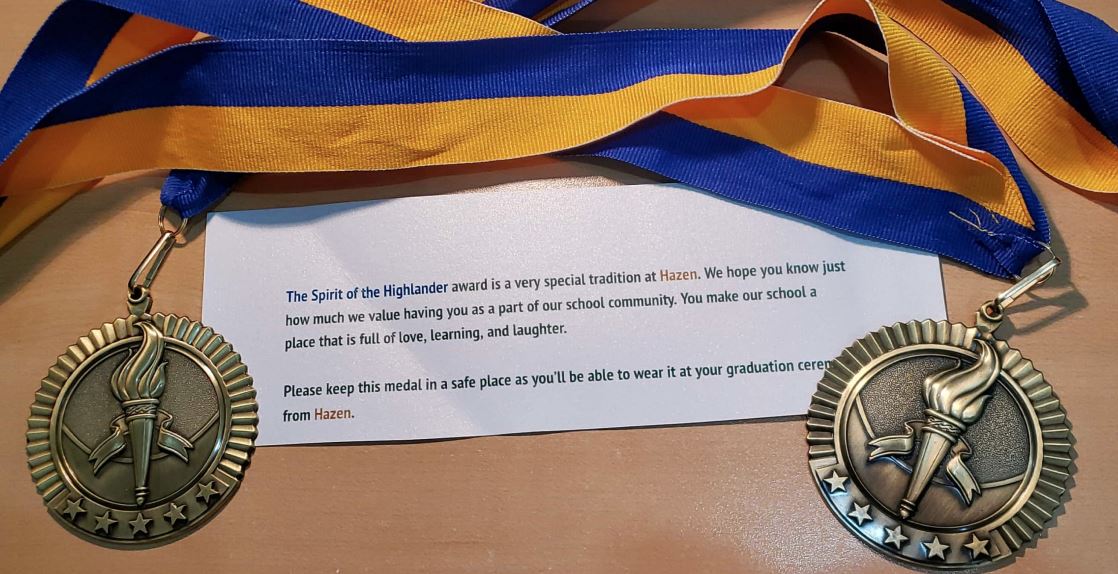 The Spirit of the Highlander award is a very special tradition at Hazen. We hope you know just
how much we value having you as a part of our school community. You make our school a
place that is full of love, learning, and laughter.
Please keep this medal in a safe place as you'll be able to wear it at your graduation cerem
from Hazen.